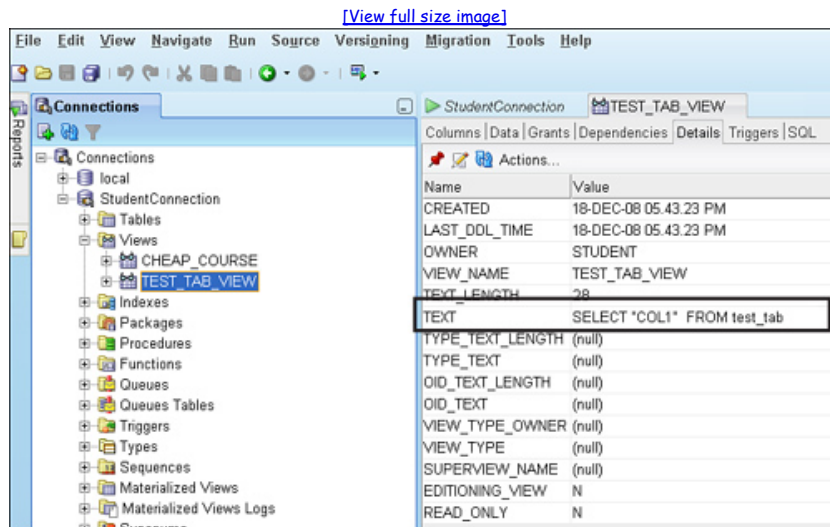 [View full size image]
File Edit View Navigate Run Source Versioning Migration Tools Help
Connections
Reports
Connections
local
StudentConnection
Tables
Views
CHEAP_COURSE
TEST_TAB_VIEW
Indexes
Packages
Procedures
Functions
Queues
Queues Tables
Triggers
Types
Sequences
Materialized Views
Materialized Views Logs
Synonyms
StudentConnection TEST_TAB_VIEW
Columns Data Grants Dependencies Details Triggers SQL
Actions...
Name Value
CREATED 18-DEC-08 05.43.23 PM
LAST_DDL_TIME 18-DEC-08 05.43.23 PM
OWNER STUDENT
VIEW_NAME TEST_TAB_VIEW
TEXT_LENGTH 28
TEXT SELECT "COL1" FROM test_tab
TYPE_TEXT_LENGTH (null)
TYPE_TEXT (null)
OID_TEXT_LENGTH (null)
OID_TEXT (null)
VIEW_TYPE_OWNER (null)
VIEW_TYPE (null)
SUPERVIEW_NAME (null)
EDITIONING_VIEW N
READ_ONLY N